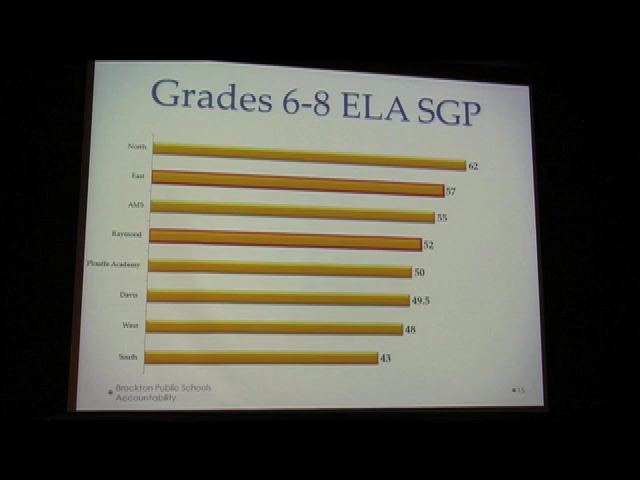 Grades 6-8 ELA SGP
North 62
East 57
AMS 55
Raymond 52
Plouffe Academy 50
Davis 49.5
West 48
South 43
Brockton Public Schools
Accountability
15